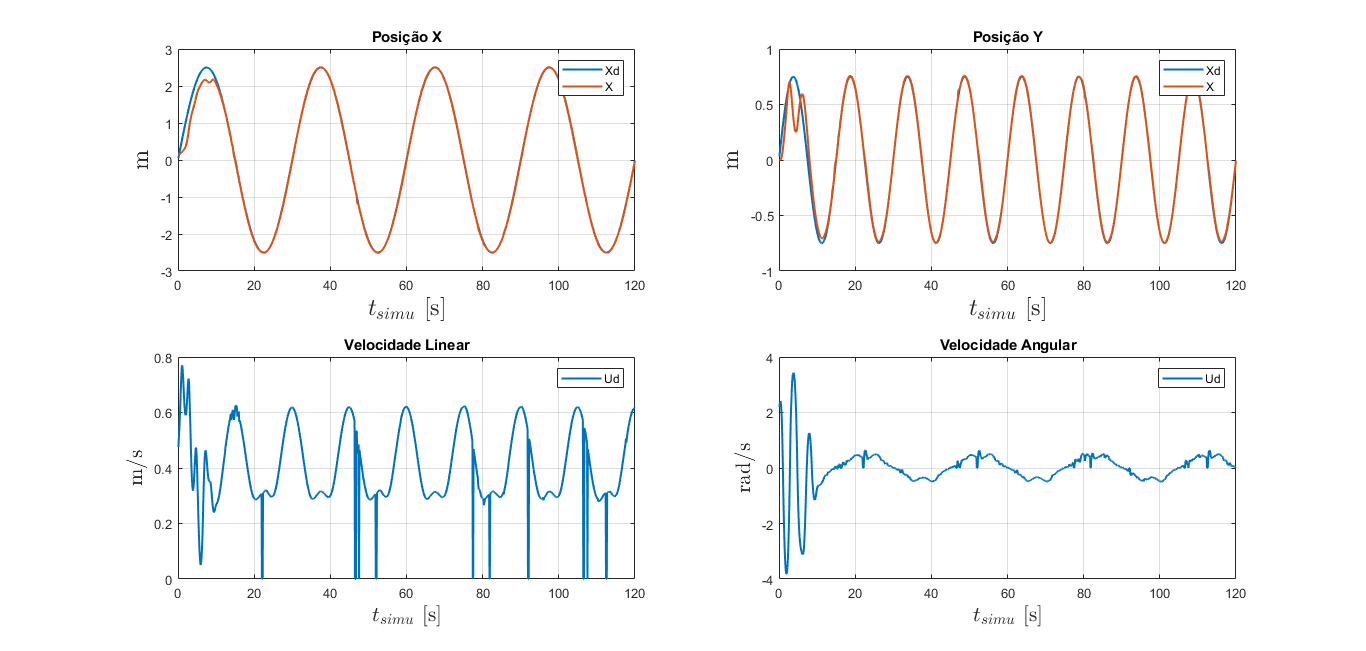 Posição X
3
2
1
0
-1
-2
-3
m
0 20 40 60 80 100 120
t_simu [s]
Xd
X
Posição Y
1
0.5
0
-0.5
-1
m
0 20 40 60 80 100 120
t_simu [s]
Xd
X
Velocidade Linear
0.8
0.6
0.4
0.2
0
m/s
0 20 40 60 80 100 120
t_simu [s]
Ud
Velocidade Angular
4
2
0
-2
-4
rad/s
0 20 40 60 80 100 120
t_simu [s]
Ud